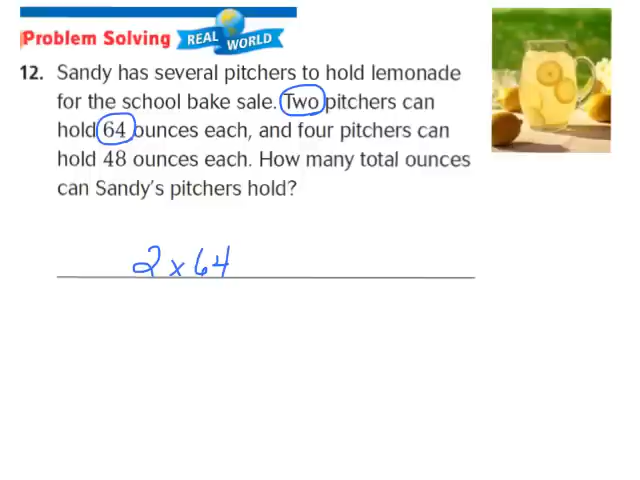 Problem Solving REAL WORLD
12. Sandy has several pitchers to hold lemonade
for the school bake sale. Two pitchers can
hold 64 ounces each, and four pitchers can
hold 48 ounces each. How many total ounces
can Sandy's pitchers hold?
2 x 64